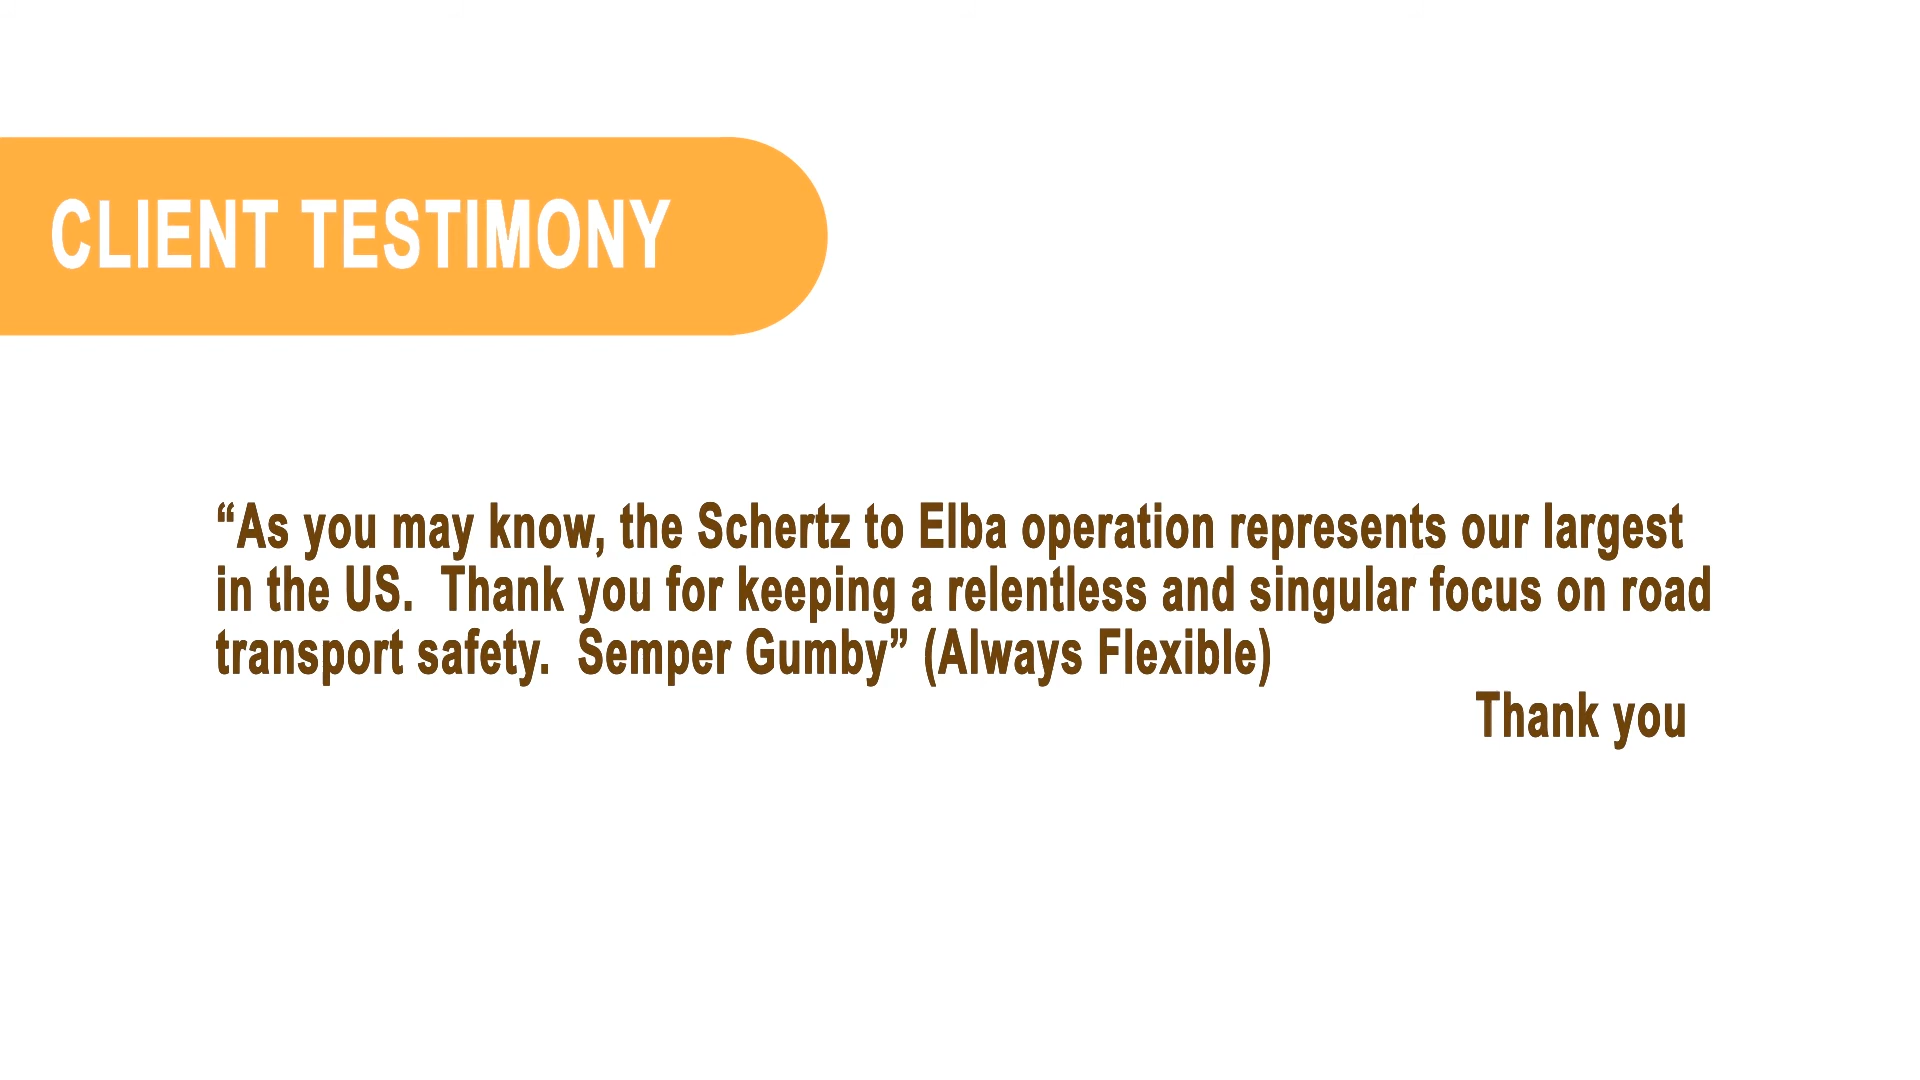 CLIENT TESTIMONY
“As you may know, the Schertz to Elba operation represents our largest
in the US.  Thank you for keeping a relentless and singular focus on road
transport safety.  Semper Gumby” (Always Flexible)
Thank you